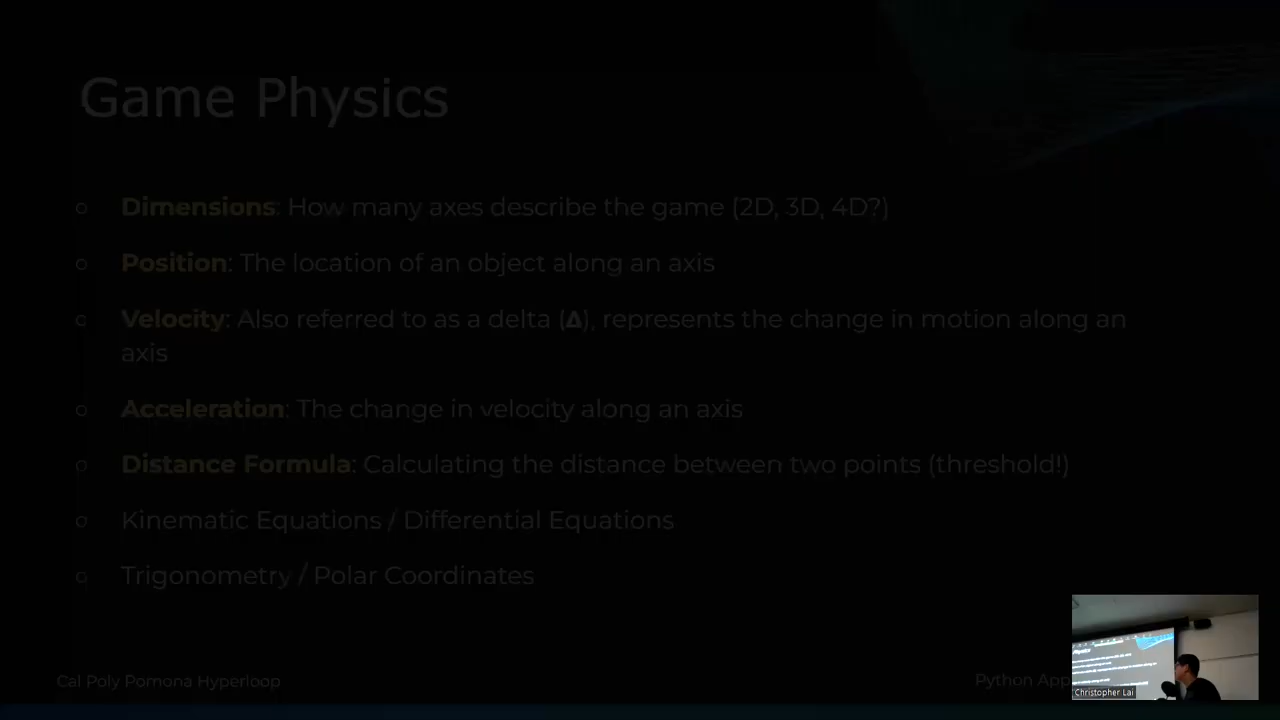 Game Physics
Dimensions: How many axes describe the game (2D, 3D, 4D?)
Position: The location of an object along an axis
Velocity: Also referred to as a delta (Δ), represents the change in motion along an
axis
Acceleration: The change in velocity along an axis
Distance Formula: Calculating the distance between two points (threshold!)
Kinematic Equations / Differential Equations
Trigonometry / Polar Coordinates
Cal Poly Pomona Hyperloop
Python App
Christopher Lai